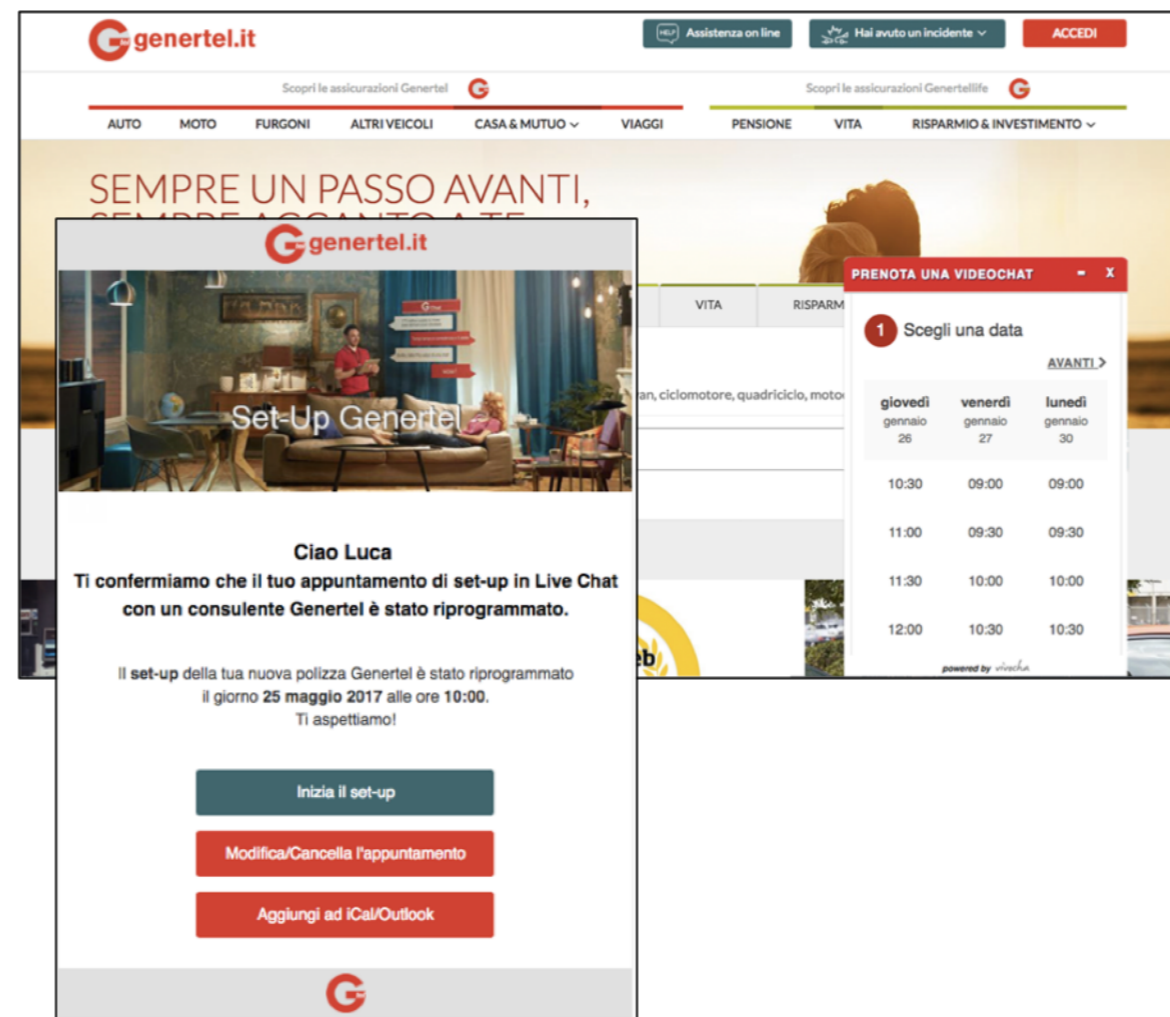 genertel.it
Assistenza on line
Hai avuto un incidente
ACCEDI
Scopri le assicurazioni Genertel
Scopri le assicurazioni Genertellife
AUTO MOTO FURGONI ALTRI VEICOLI CASA & MUTUO VIAGGI
PENSIONE VITA RISPARMIO & INVESTIMENTO
SEMPRE UN PASSO AVANTI,
SEMPRE ACCANTO A TE
VITA
RISPARM
an, ciclomotore, quadriciclo, moto
eb
PRENOTA UNA VIDEOCHAT - X
1 Scegli una data
AVANTI >
giovedì venerdì lunedì
gennaio gennaio gennaio
26 27 30
10:30 09:00 09:00
11:00 09:30 09:30
11:30 10:00 10:00
12:00 10:30 10:30
powered by vivocha
genertel.it
Set-Up Genertel
Ciao Luca
Ti confermiamo che il tuo appuntamento di set-up in Live Chat
con un consulente Genertel è stato riprogrammato.
Il set-up della tua nuova polizza Genertel è stato riprogrammato
il giorno 25 maggio 2017 alle ore 10:00.
Ti aspettiamo!
Inizia il set-up
Modifica/Cancella l'appuntamento
Aggiungi ad iCal/Outlook